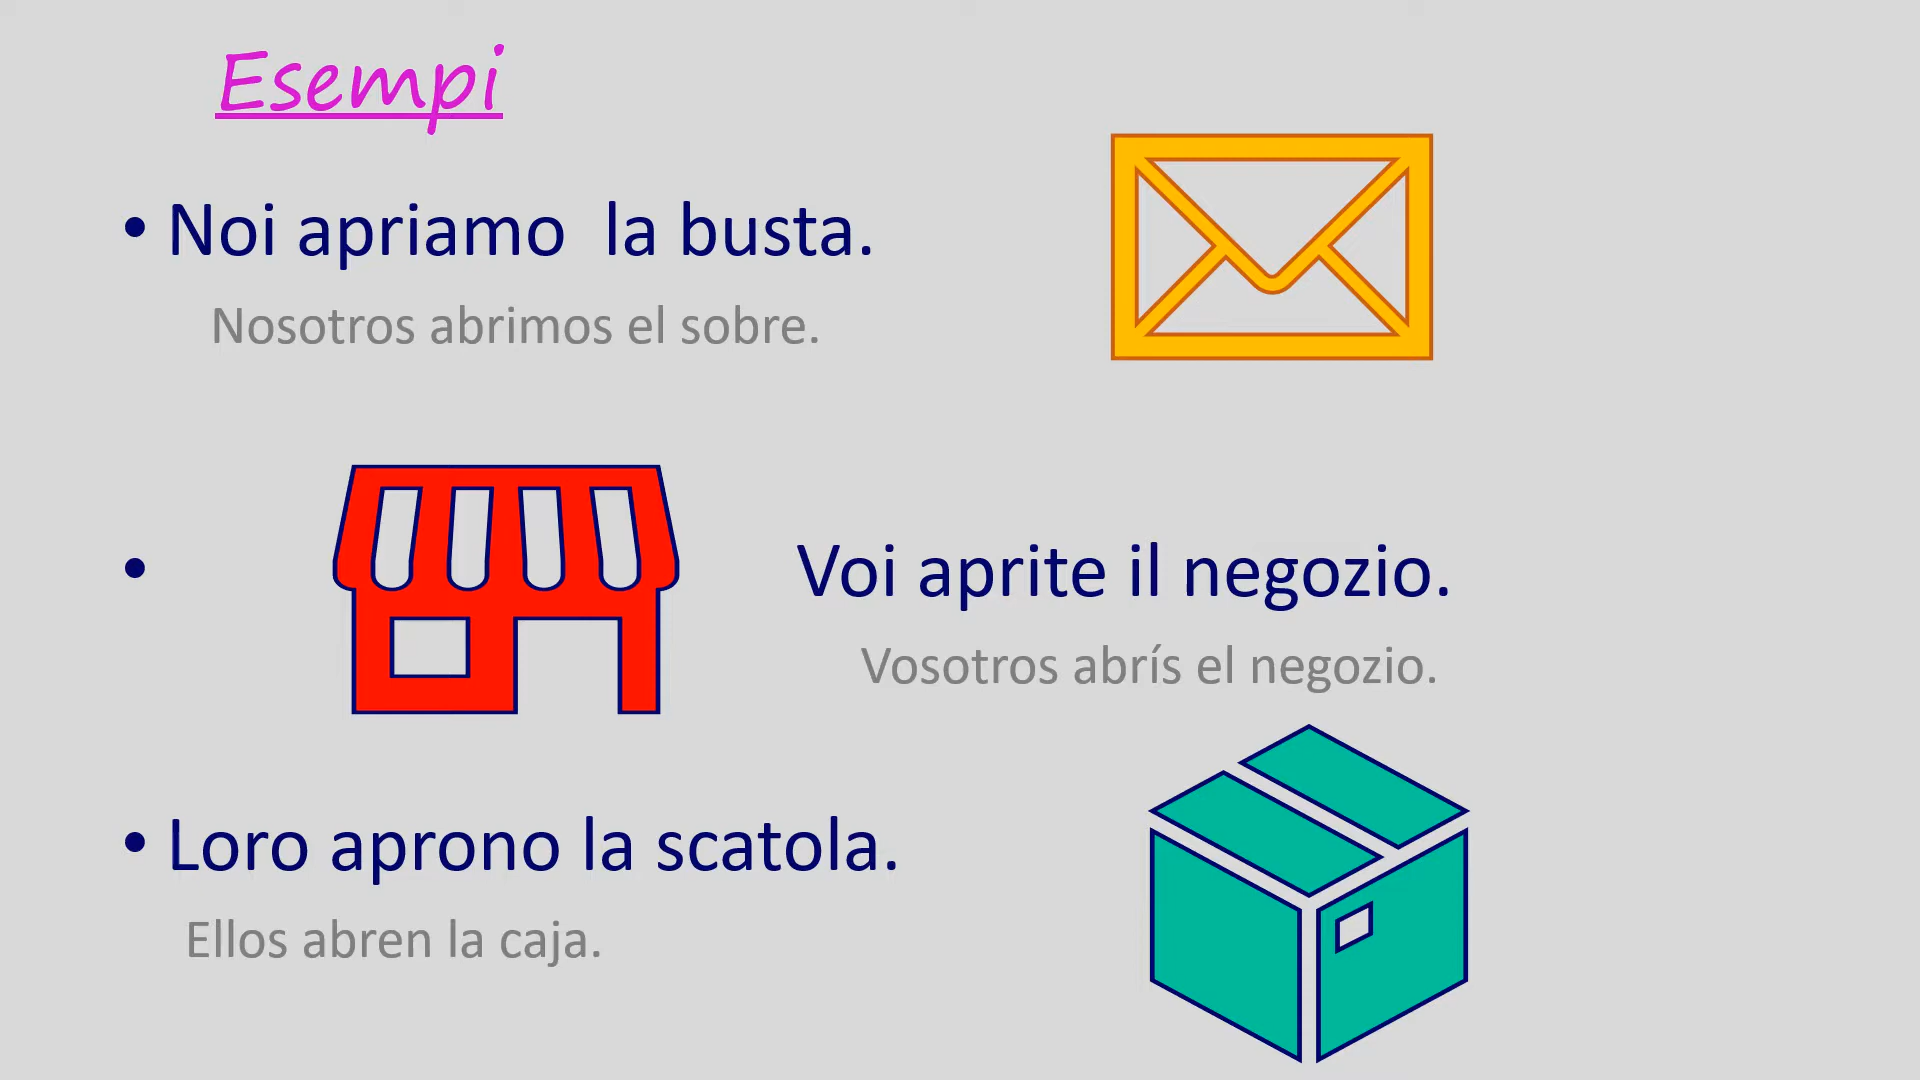 Esempi
• Noi apriamo  la busta.
Nosotros abrimos el sobre.
• Voi aprite il negozio.
Vosotros abrís el negozio.
• Loro aprono la scatola.
Ellos abren la caja.